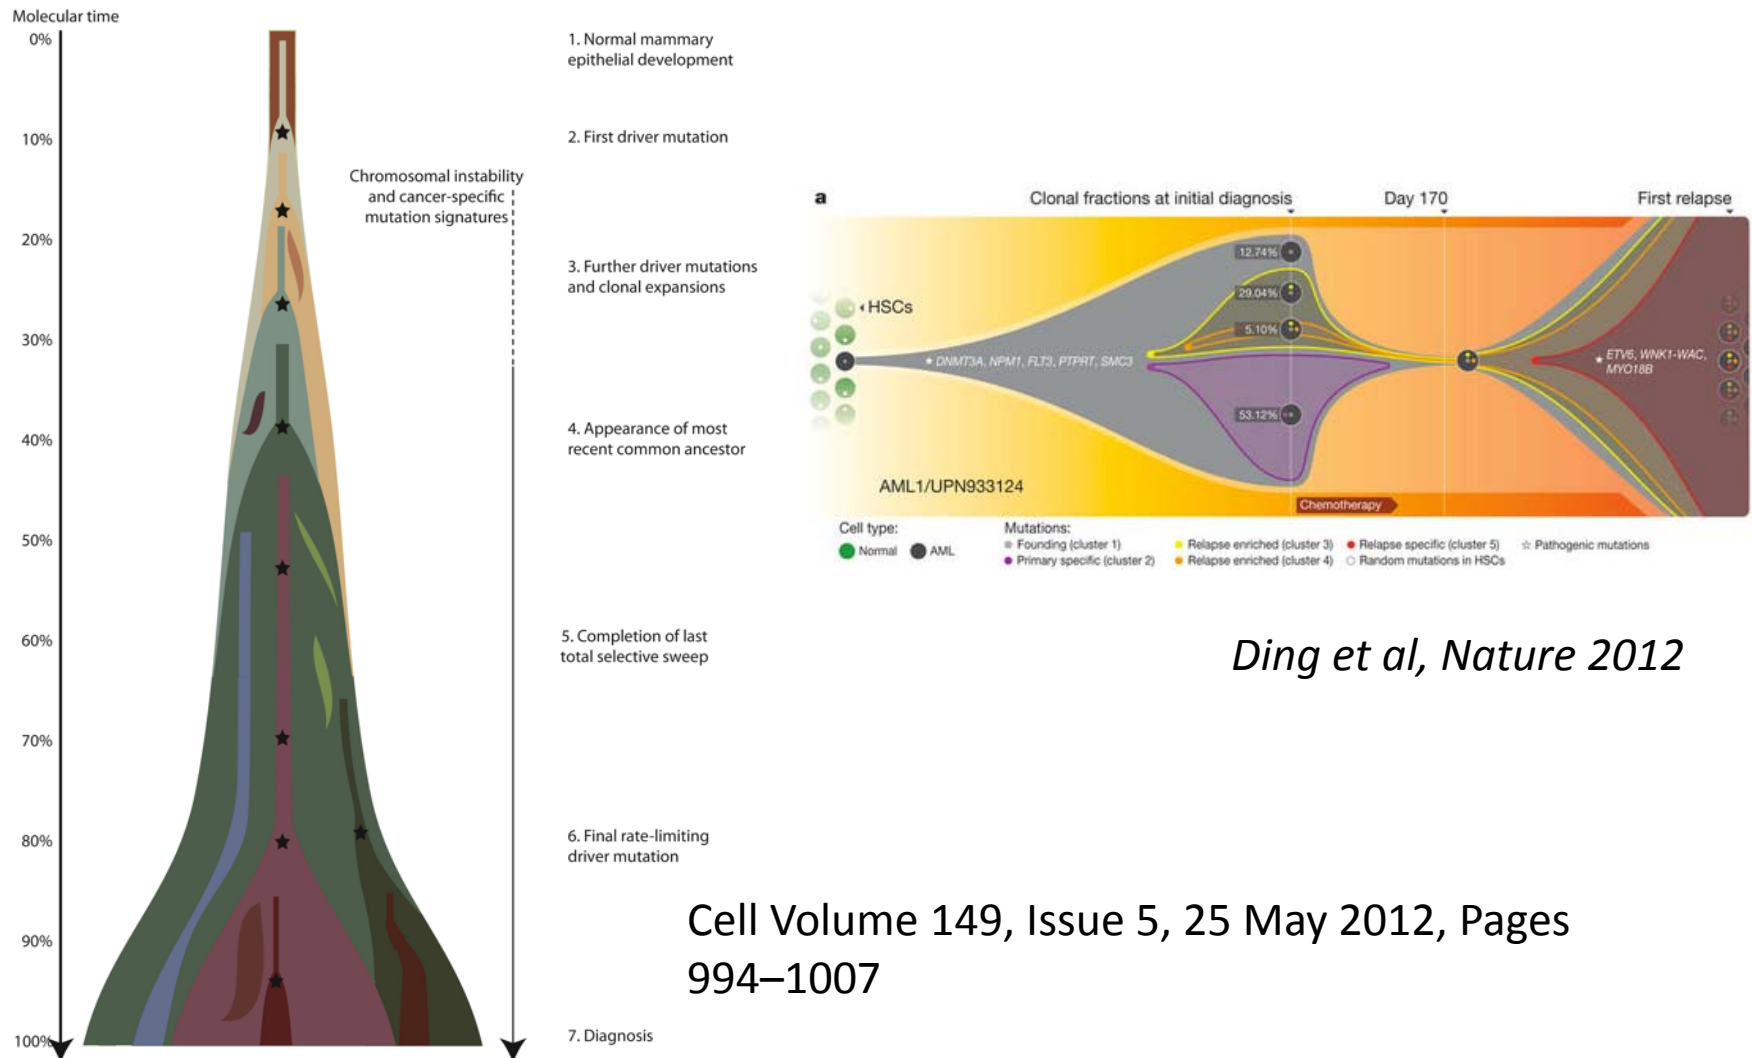 Molecular time
0%
10%
20%
30%
40%
50%
60%
70%
80%
90%
100%
Chromosomal instability
and cancer-specific
mutation signatures
1. Normal mammary
epithelial development
2. First driver mutation
3. Further driver mutations
and clonal expansions
4. Appearance of most
recent common ancestor
5. Completion of last
total selective sweep
6. Final rate-limiting
driver mutation
7. Diagnosis
a
Clonal fractions at initial diagnosis
Day 170
First relapse
12.74%
29.04%
5.10%
53.12%
HSCs
DNMT3A, NPM1, FLT3, PTPRT, SMC3
ETV6, WNK1-WAC,
MYO18B
AML1/UPN933124
Chemotherapy
Cell type:
Normal AML
Mutations:
Founding (cluster 1)
Primary specific (cluster 2)
Relapse enriched (cluster 3)
Relapse enriched (cluster 4)
Relapse specific (cluster 5)
Random mutations in HSCs
Pathogenic mutations
Ding et al, Nature 2012
Cell Volume 149, Issue 5, 25 May 2012, Pages
994–1007